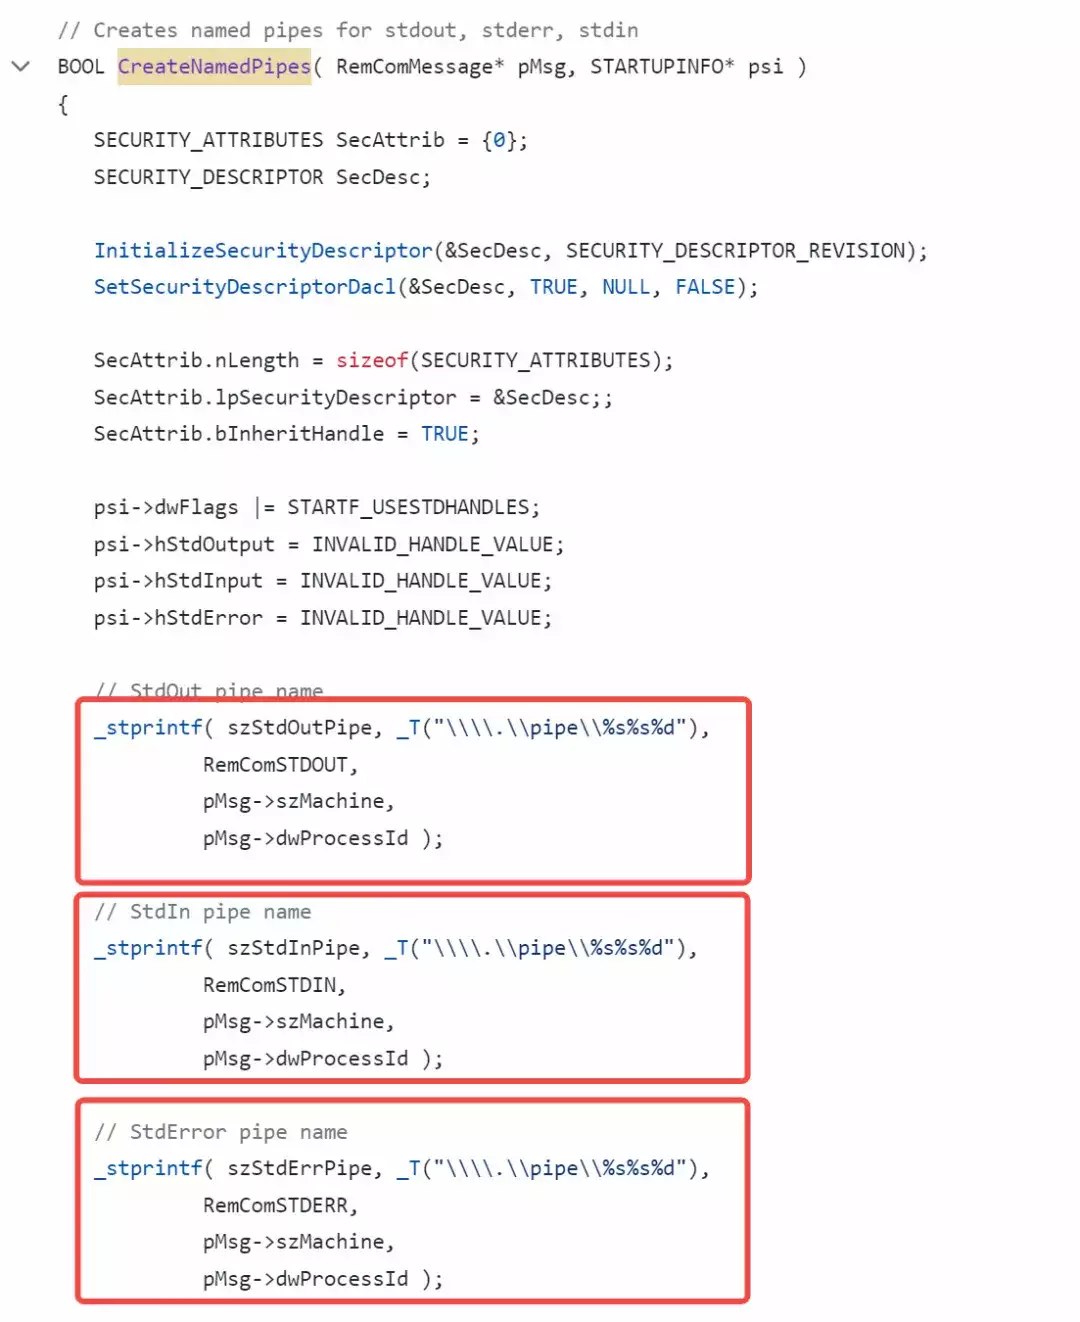 // Creates named pipes for stdout, stderr, stdin
BOOL CreateNamedPipes( RemComMessage* pMsg, STARTUPINFO* psi )
{
SECURITY_ATTRIBUTES SecAttrib = {0};
SECURITY_DESCRIPTOR SecDesc;
InitializeSecurityDescriptor(&SecDesc, SECURITY_DESCRIPTOR_REVISION);
SetSecurityDescriptorDacl(&SecDesc, TRUE, NULL, FALSE);
SecAttrib.nLength = sizeof(SECURITY_ATTRIBUTES);
SecAttrib.lpSecurityDescriptor = &SecDesc;;
SecAttrib.bInheritHandle = TRUE;
psi->dwFlags |= STARTF_USESTDHANDLES;
psi->hStdOutput = INVALID_HANDLE_VALUE;
psi->hStdInput = INVALID_HANDLE_VALUE;
psi->hStdError = INVALID_HANDLE_VALUE;
// StdOut pipe name
_stprintf( szStdOutPipe, _T("\\\\.\\pipe\\%s%s%d"),
RemComSTDOUT,
pMsg->szMachine,
pMsg->dwProcessId );
// StdIn pipe name
_stprintf( szStdInPipe, _T("\\\\.\\pipe\\%s%s%d"),
RemComSTDIN,
pMsg->szMachine,
pMsg->dwProcessId );
// StdError pipe name
_stprintf( szStdErrPipe, _T("\\\\.\\pipe\\%s%s%d"),
RemComSTDERR,
pMsg->szMachine,
pMsg->dwProcessId );